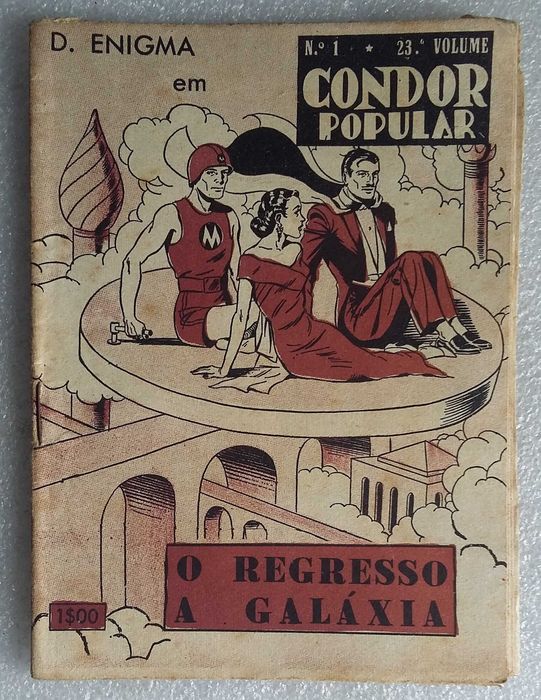 D. ENIGMA
em
N.º 1 * 23.º VOLUME
CONDOR
POPULAR
M
O REGRESSO
A GALÁXIA
1$00